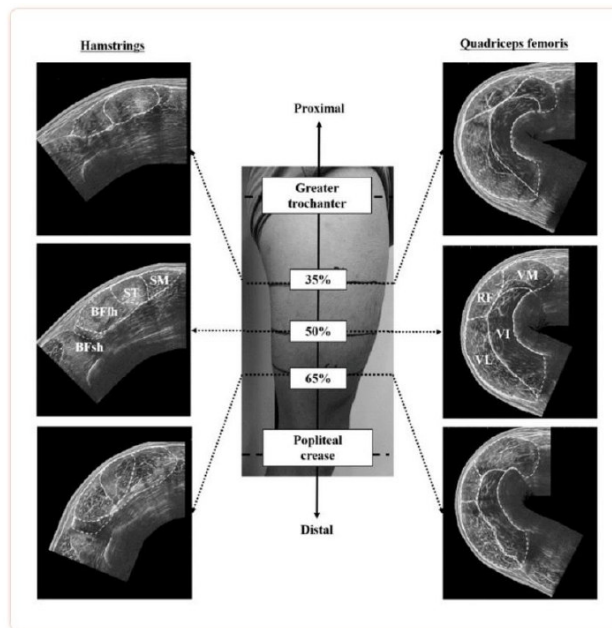 Hamstrings
Quadriceps femoris
Proximal
Greater
trochanter
35%
SM
ST
BFlh
BFsh
50%
VM
RF
VI
VL
65%
Popliteal
crease
Distal